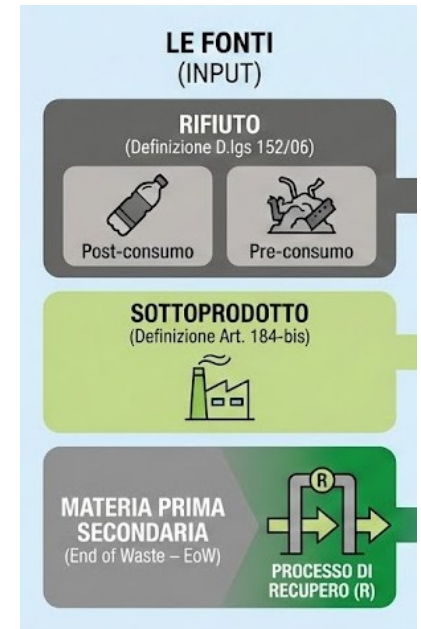 LE FONTI
(INPUT)
RIFIUTO
(Definizione D.lgs 152/06)
Post-consumo
Pre-consumo
SOTTOPRODOTTO
(Definizione Art. 184-bis)
MATERIA PRIMA
SECONDARIA
(End of Waste – EoW)
R
PROCESSO DI
RECUPERO (R)